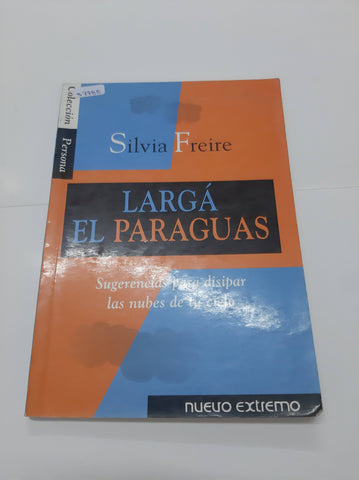 Colección Persona
Silvia Freire
LARGÁ
EL PARAGUAS
Sugerencias para disipar
las nubes de tu cielo
nuevo extremo